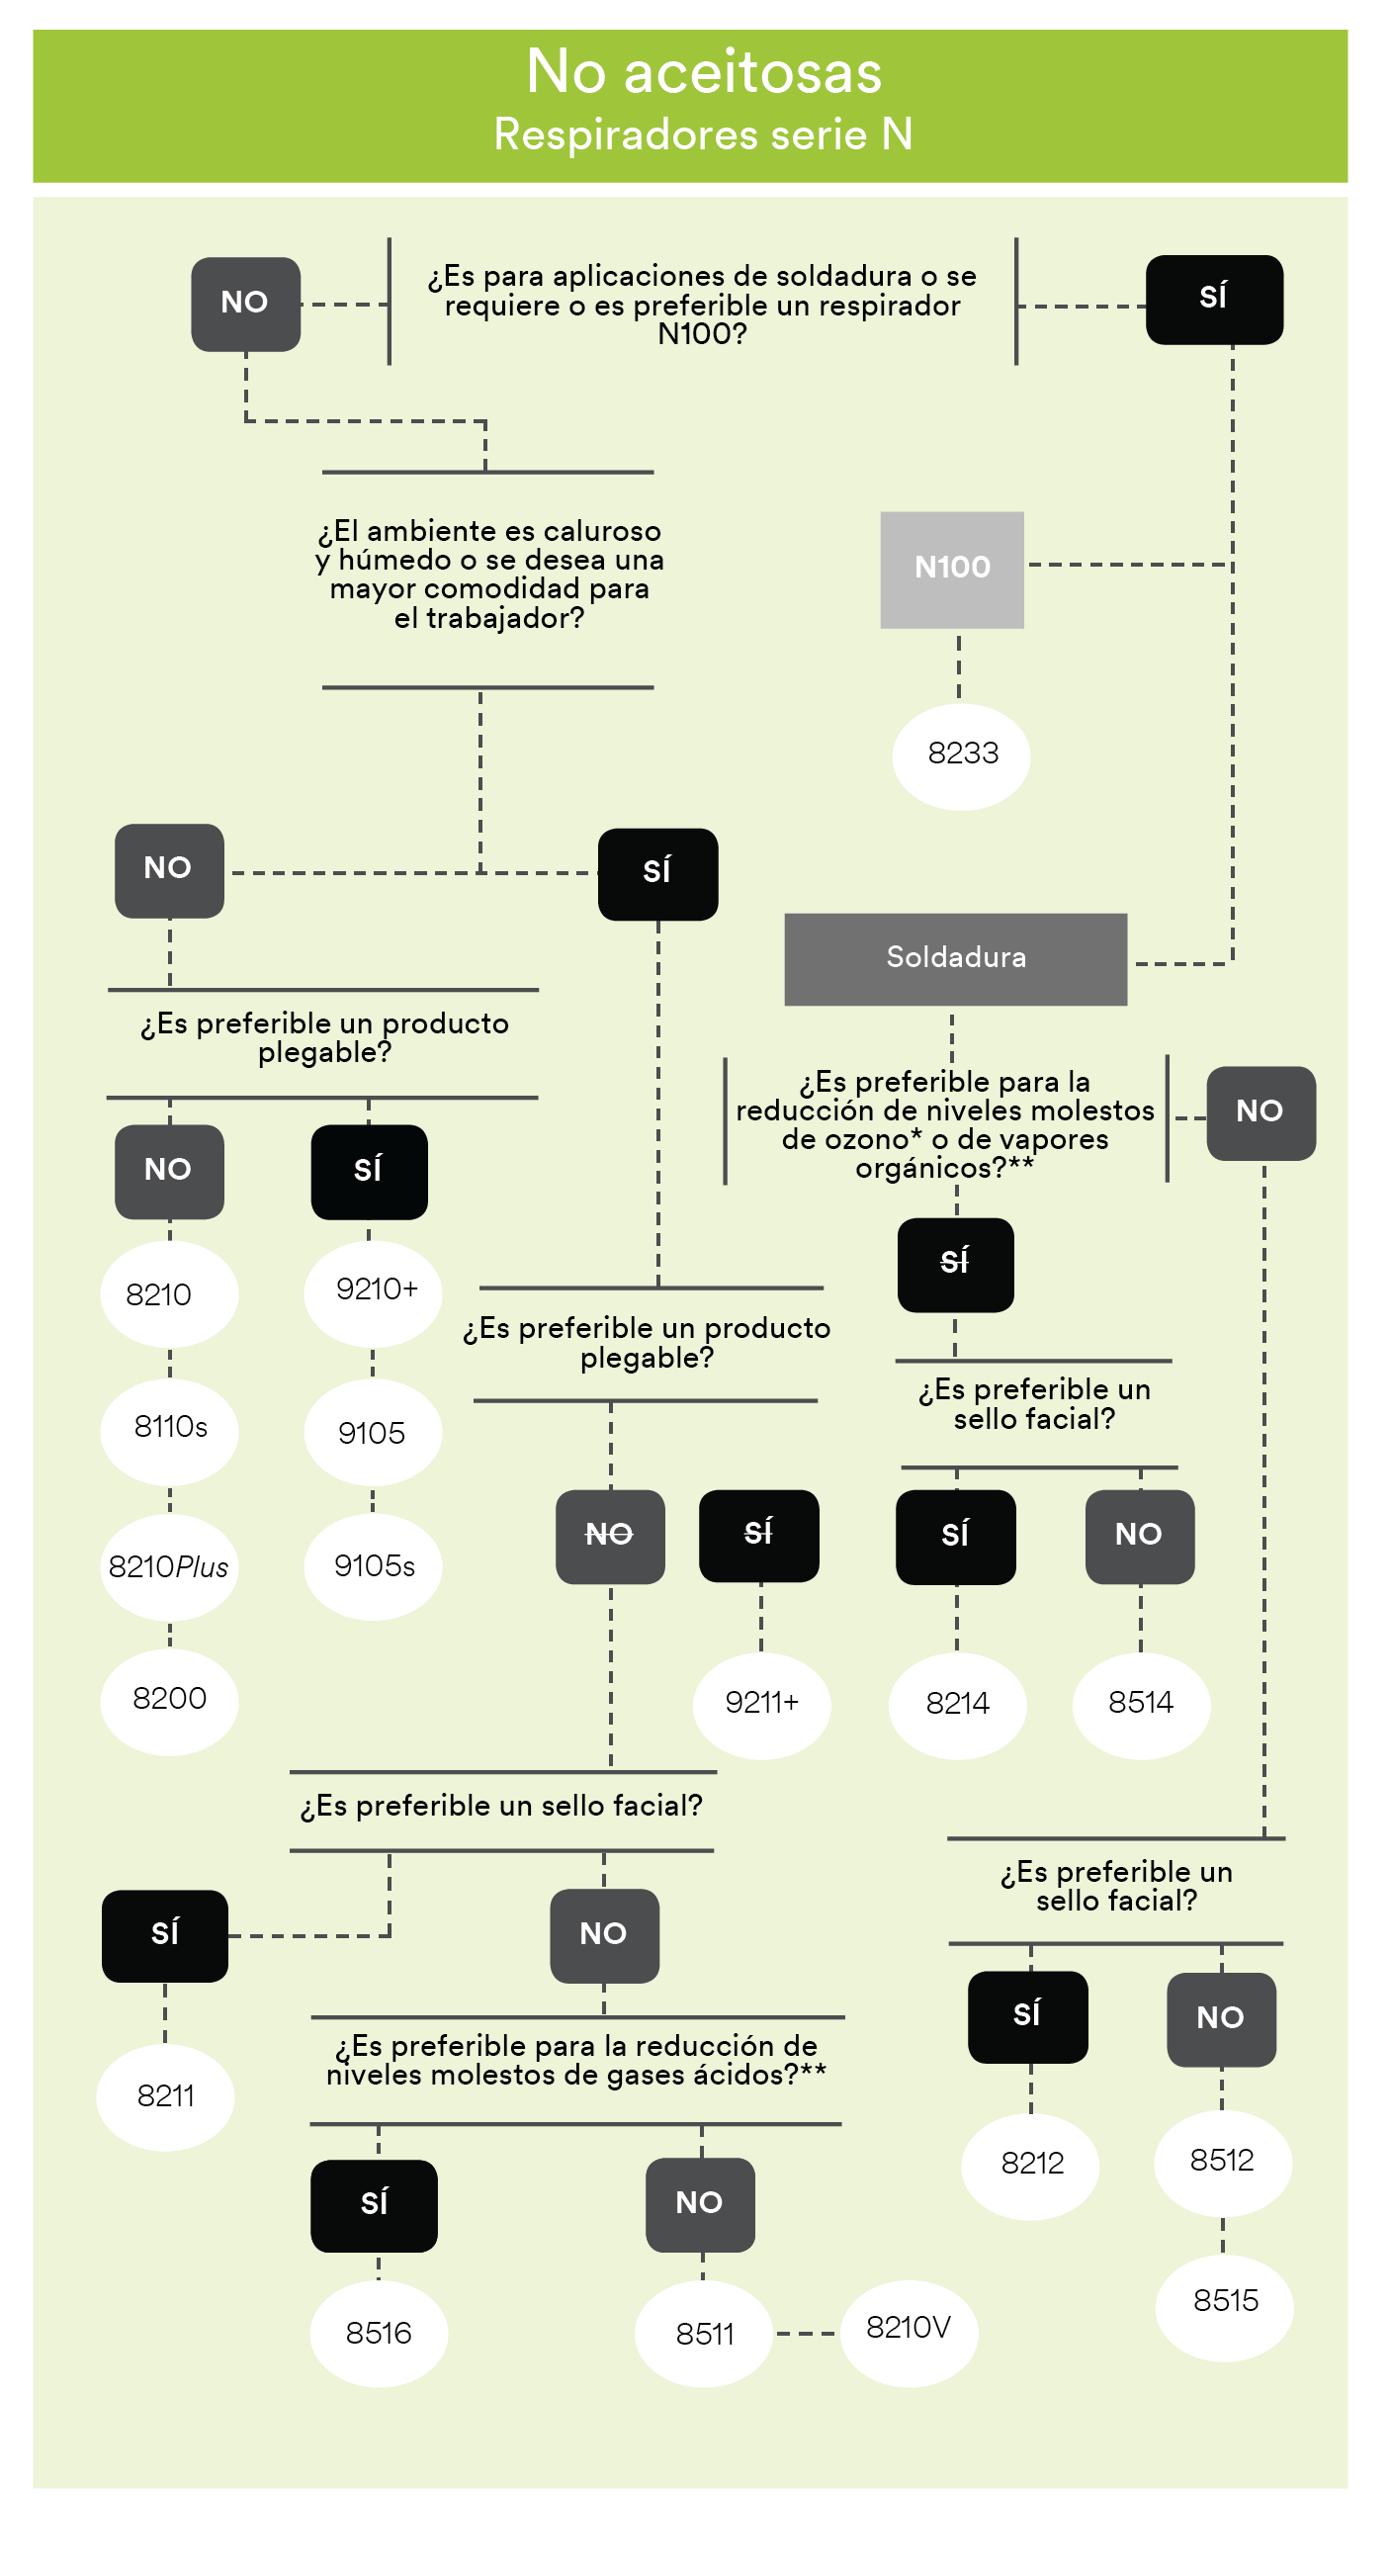 No aceitosas
Respiradores serie N
NO
¿Es para aplicaciones de soldadura o se
requiere o es preferible un respirador
N100?
SÍ
¿El ambiente es caluroso
y húmedo o se desea una
mayor comodidad para
el trabajador?
N100
8233
NO
SÍ
Soldadura
¿Es preferible un producto
plegable?
¿Es preferible para la
reducción de niveles molestos
de ozono* o de vapores
orgánicos?**
NO
NO
SÍ
SÍ
8210
9210+
¿Es preferible un producto
plegable?
¿Es preferible un
sello facial?
8110s
9105
NO
SÍ
SÍ
NO
8210Plus
9105s
8200
9211+
8214
8514
¿Es preferible un sello facial?
¿Es preferible un
sello facial?
SÍ
NO
SÍ
NO
¿Es preferible para la reducción de
niveles molestos de gases ácidos?**
8211
8212
8512
SÍ
NO
8515
8516
8511
8210V